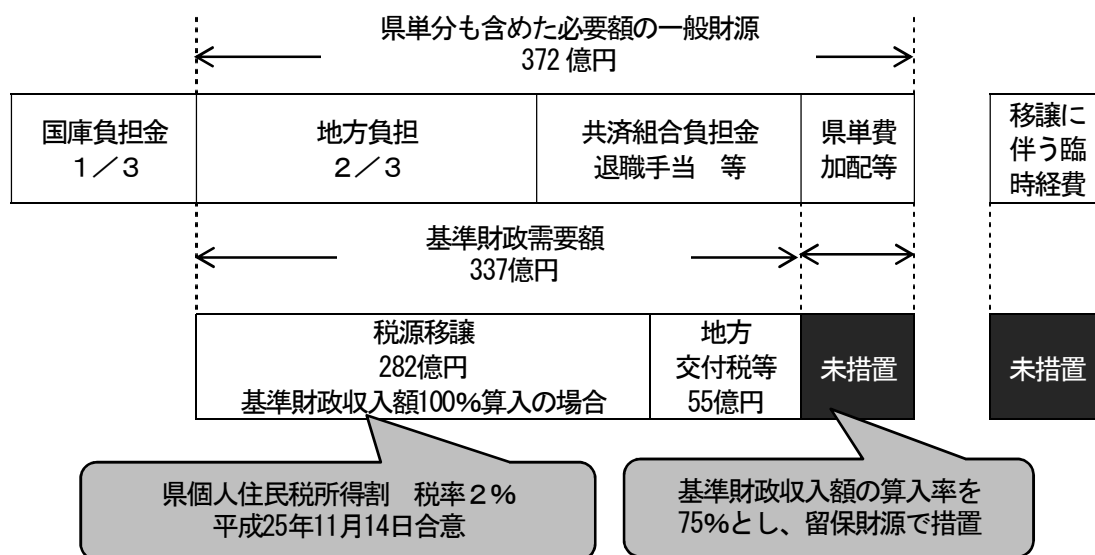 県単分も含めた必要額の一般財源
372億円
国庫負担金
1/3
地方負担
2/3
共済組合負担金
退職手当 等
県単費
加配等
移譲に
伴う臨
時経費
基準財政需要額
337億円
税源移譲
282億円
基準財政収入額100%算入の場合
地方
交付税等
55億円
未措置
未措置
県個人住民税所得割 税率2%
平成25年11月14日合意
基準財政収入額の算入率を
75%とし、留保財源で措置